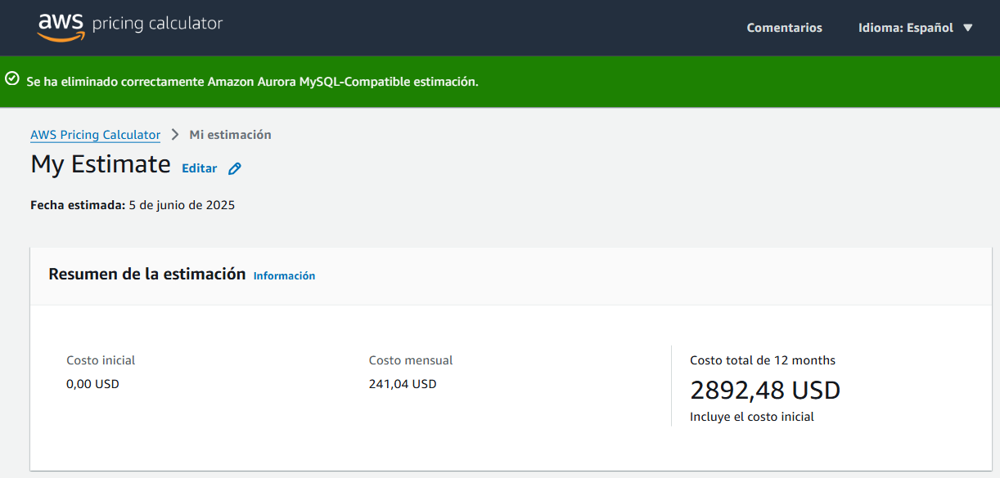 aws pricing calculator
Comentarios
Idioma: Español
Se ha eliminado correctamente Amazon Aurora MySQL-Compatible estimación.
AWS Pricing Calculator > Mi estimación
My Estimate Editar
Fecha estimada: 5 de junio de 2025
Resumen de la estimación Información
Costo inicial
0,00 USD
Costo mensual
241,04 USD
Costo total de 12 months
2892,48 USD
Incluye el costo inicial